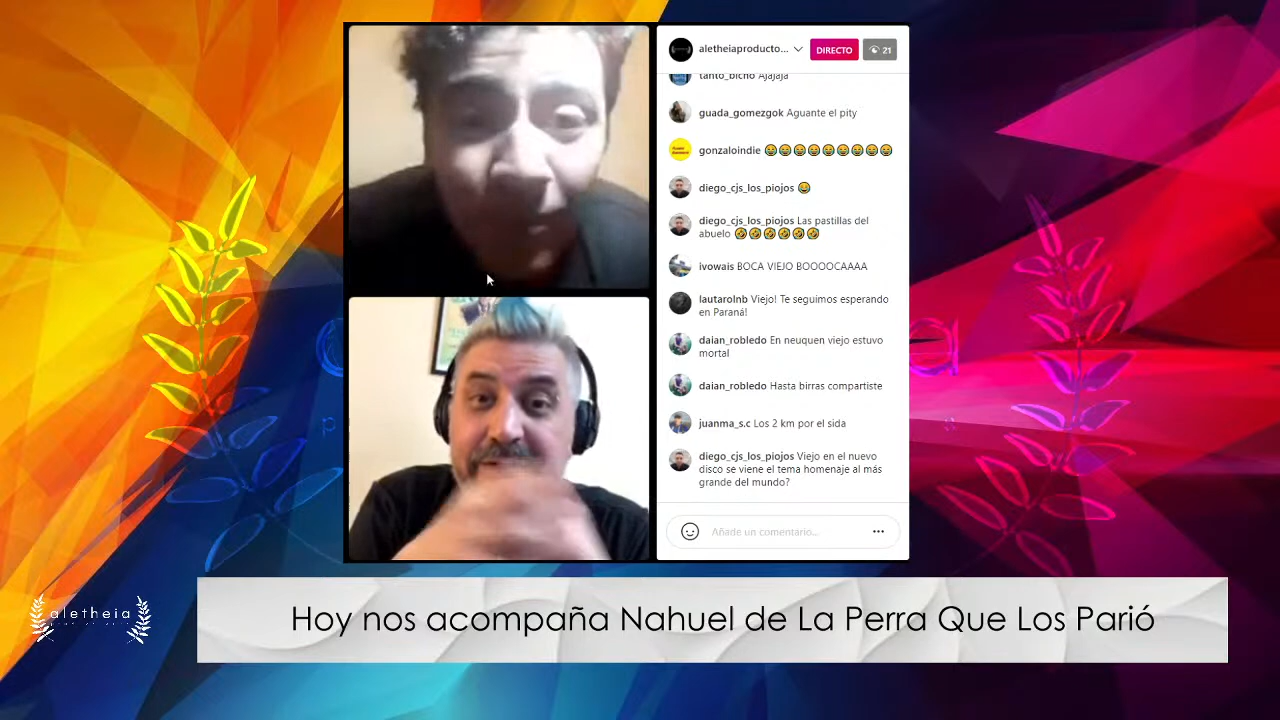 aletheiaproducto...
DIRECTO
21
tanto_bicho Ajajaja
guada_gomezgok Aguante el pity
gonzaloindie 😂😂😂😂😂😂😂😂😂
diego_cjs_los_piojos 😂
diego_cjs_los_piojos Las pastillas del
abuelo 🤣🤣🤣🤣🤣🤣
ivowais BOCA VIEJO BOOOOCAAAA
lautarolnb Viejo! Te seguimos esperando
en Paraná!
daian_robledo En neuquen viejo estuvo
mortal
daian_robledo Hasta birras compartiste
juanma_s.c Los 2 km por el sida
diego_cjs_los_piojos Viejo en el nuevo
disco se viene el tema homenaje al más
grande del mundo?
Añade un comentario...
aletheia
Hoy nos acompaña Nahuel de La Perra Que Los Parió